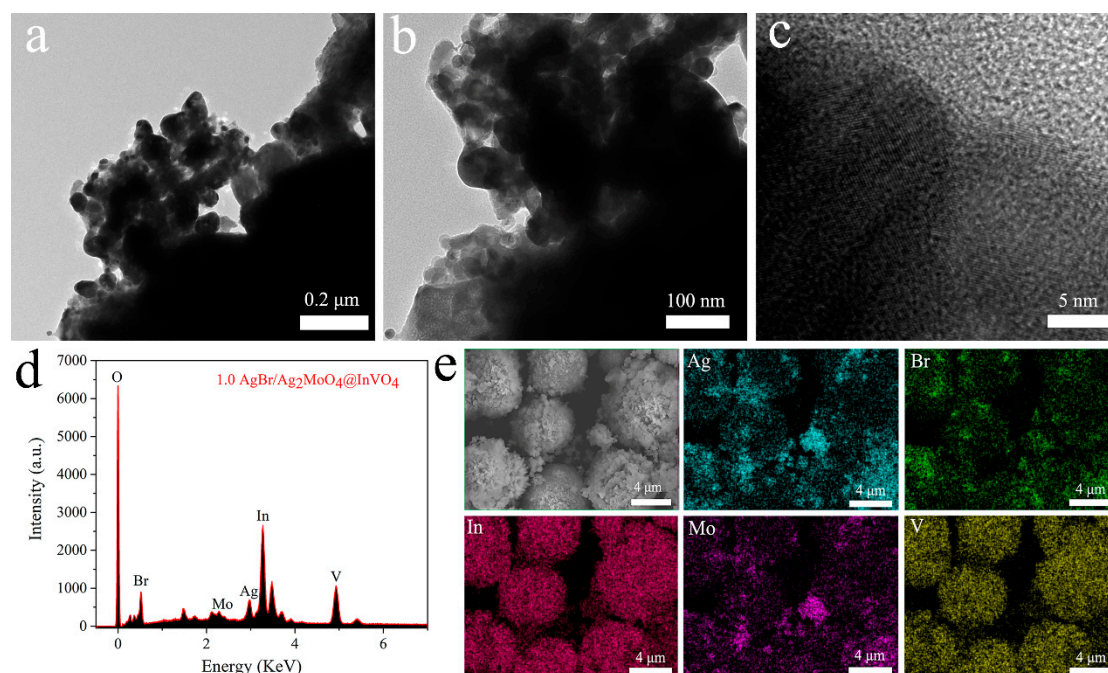 a
b
c
0.2 μm
100 nm
5 nm
d
7000
6000
5000
4000
3000
2000
1000
0
Intensity (a.u.)
O
1.0 AgBr/Ag₂MoO₄@InVO₄
Br
Mo
Ag
In
V
0
2
4
6
Energy (KeV)
e
4 μm
Ag
4 μm
Br
4 μm
In
4 μm
Mo
4 μm
V
4 μm